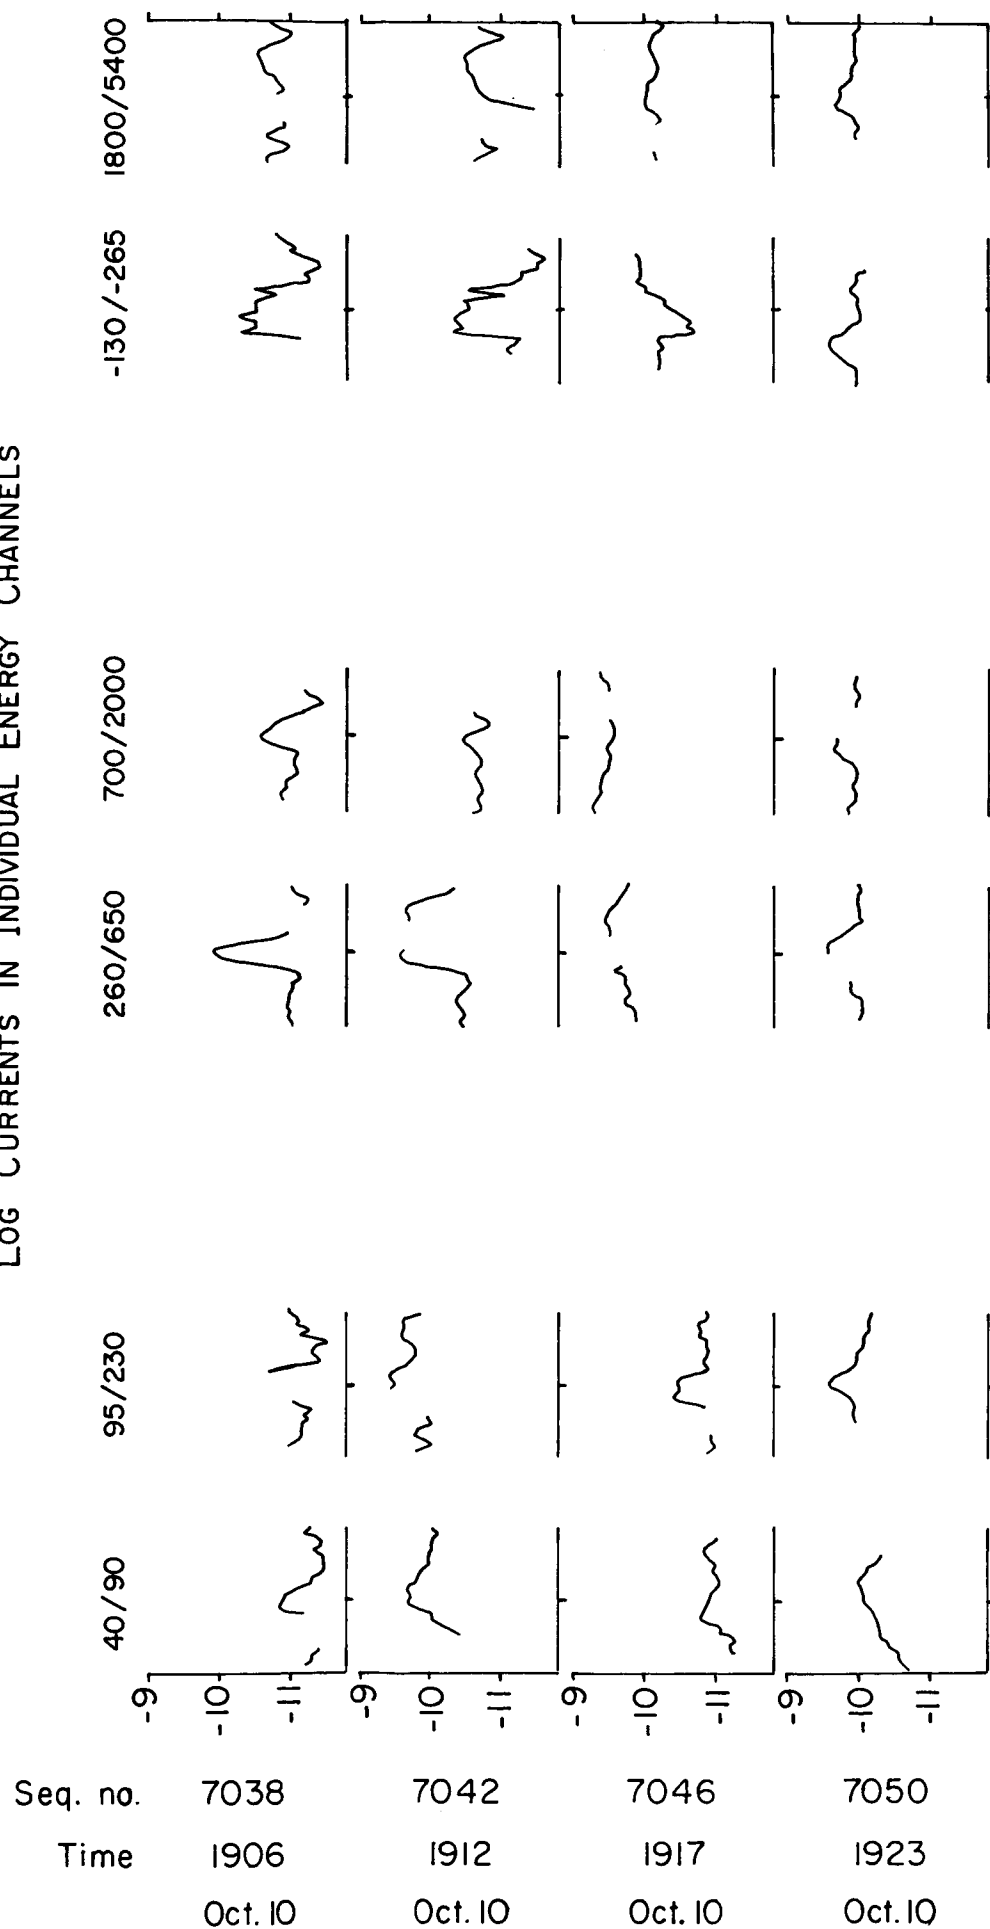 LOG CURRENTS IN INDIVIDUAL ENERGY CHANNELS
40/90 95/230 260/650 700/2000 -130/-265 1800/5400
-9 -10 -11
-9 -10 -11
-9 -10 -11
-9 -10 -11
Seq. no. 7038 7042 7046 7050
Time 1906 1912 1917 1923
Oct. 10 Oct. 10 Oct. 10 Oct. 10